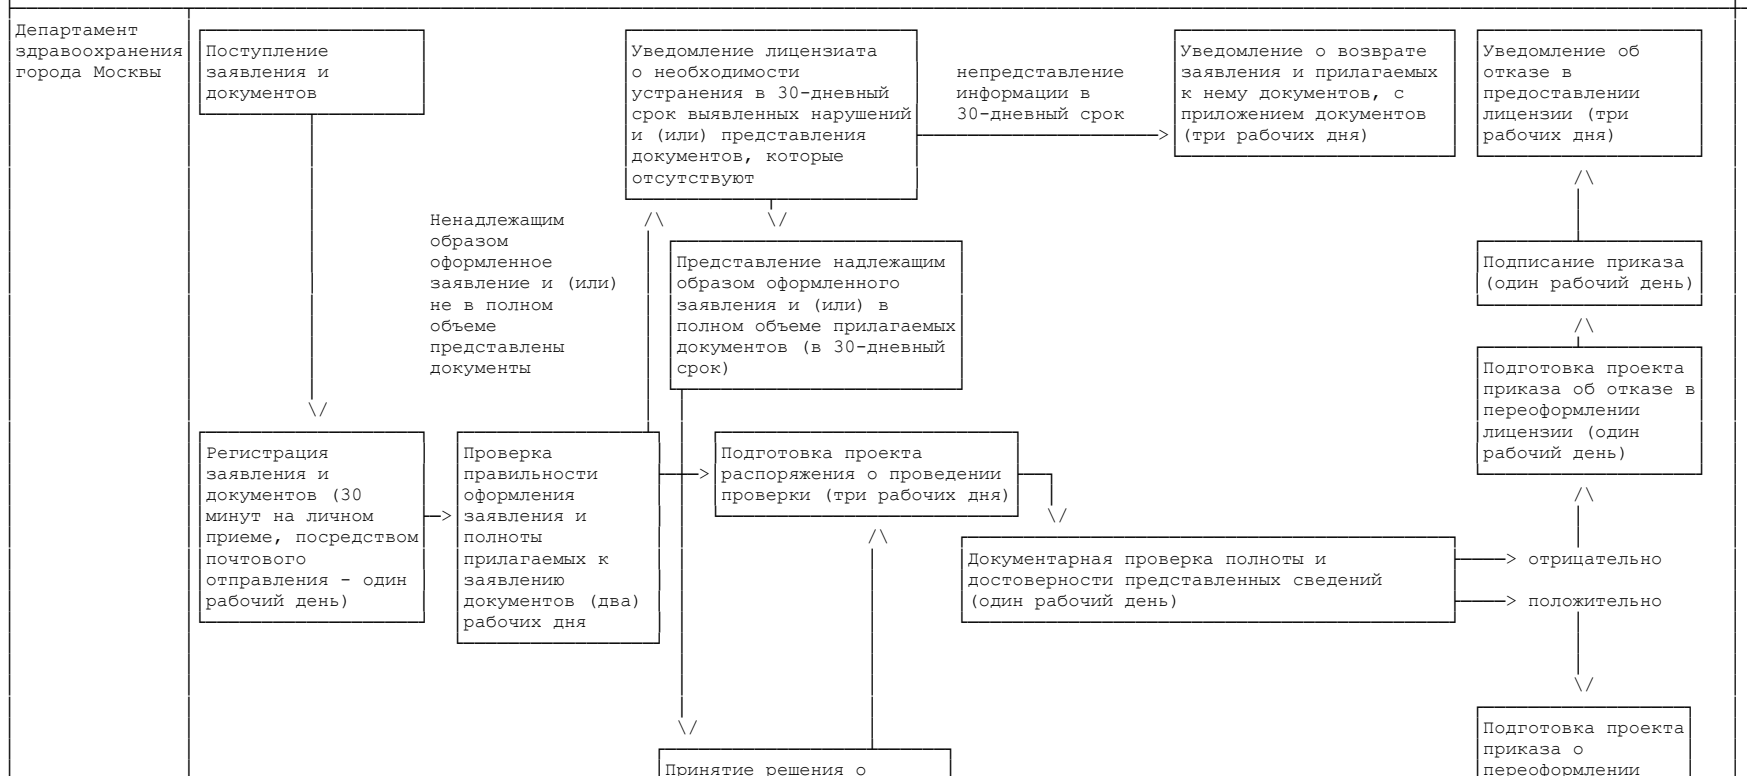 Департамент
здравоохранения
города Москвы
Поступление
заявления и
документов
Уведомление лицензиата
о необходимости
устранения в 30-дневный
срок выявленных нарушений
и (или) представления
документов, которые
отсутствуют
непредставление
информации в
30-дневный срок
Уведомление о возврате
заявления и прилагаемых
к нему документов, с
приложением документов
(три рабочих дня)
Уведомление об
отказе в
предоставлении
лицензии (три
рабочих дня)
Ненадлежащим
образом
оформленное
заявление и (или)
не в полном
объеме
представлены
документы
Представление надлежащим
образом оформленного
заявления и (или) в
полном объеме прилагаемых
документов (в 30-дневный
срок)
Подписание приказа
(один рабочий день)
Подготовка проекта
приказа об отказе в
переоформлении
лицензии (один
рабочий день)
Регистрация
заявления и
документов (30
минут на личном
приеме, посредством
почтового
отправления - один
рабочий день)
Проверка
правильности
оформления
заявления и
полноты
прилагаемых к
заявлению
документов (два)
рабочих дня
Подготовка проекта
распоряжения о проведении
проверки (три рабочих дня)
Документарная проверка полноты и
достоверности представленных сведений
(один рабочий день)
отрицательно
положительно
Принятие решения о
Подготовка проекта
приказа о
переоформлении